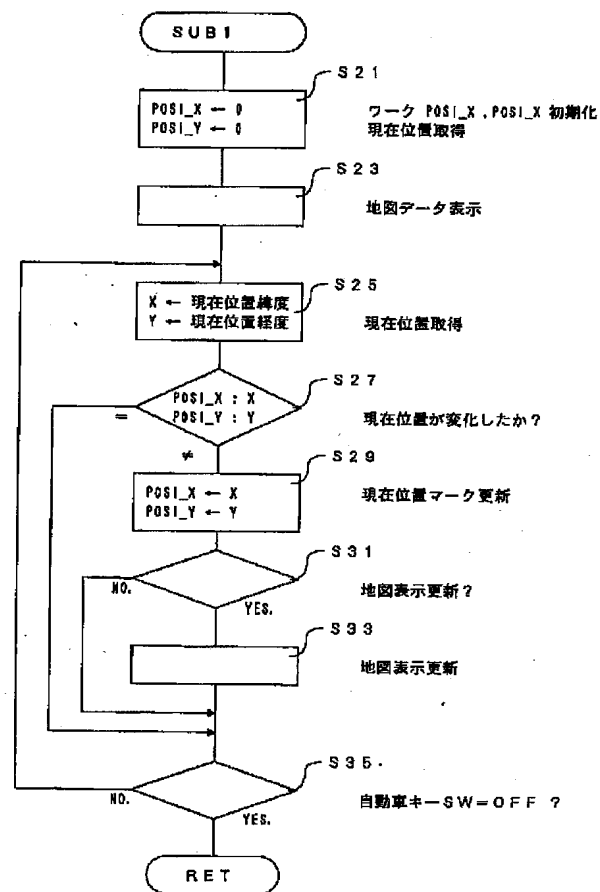 SUB1
S21
POSI_X ← 0
POSI_Y ← 0
ワーク POSI_X , POSI_X 初期化
現在位置取得
S23
地図データ表示
S25
X ← 現在位置緯度
Y ← 現在位置経度
現在位置取得
S27
POSI_X : X
POSI_Y : Y
=
現在位置が変化したか?
≠
S29
POSI_X ← X
POSI_Y ← Y
現在位置マーク更新
S31
NO.
地図表示更新?
YES.
S33
地図表示更新
S35.
NO.
自動車キーSW=OFF ?
YES.
RET